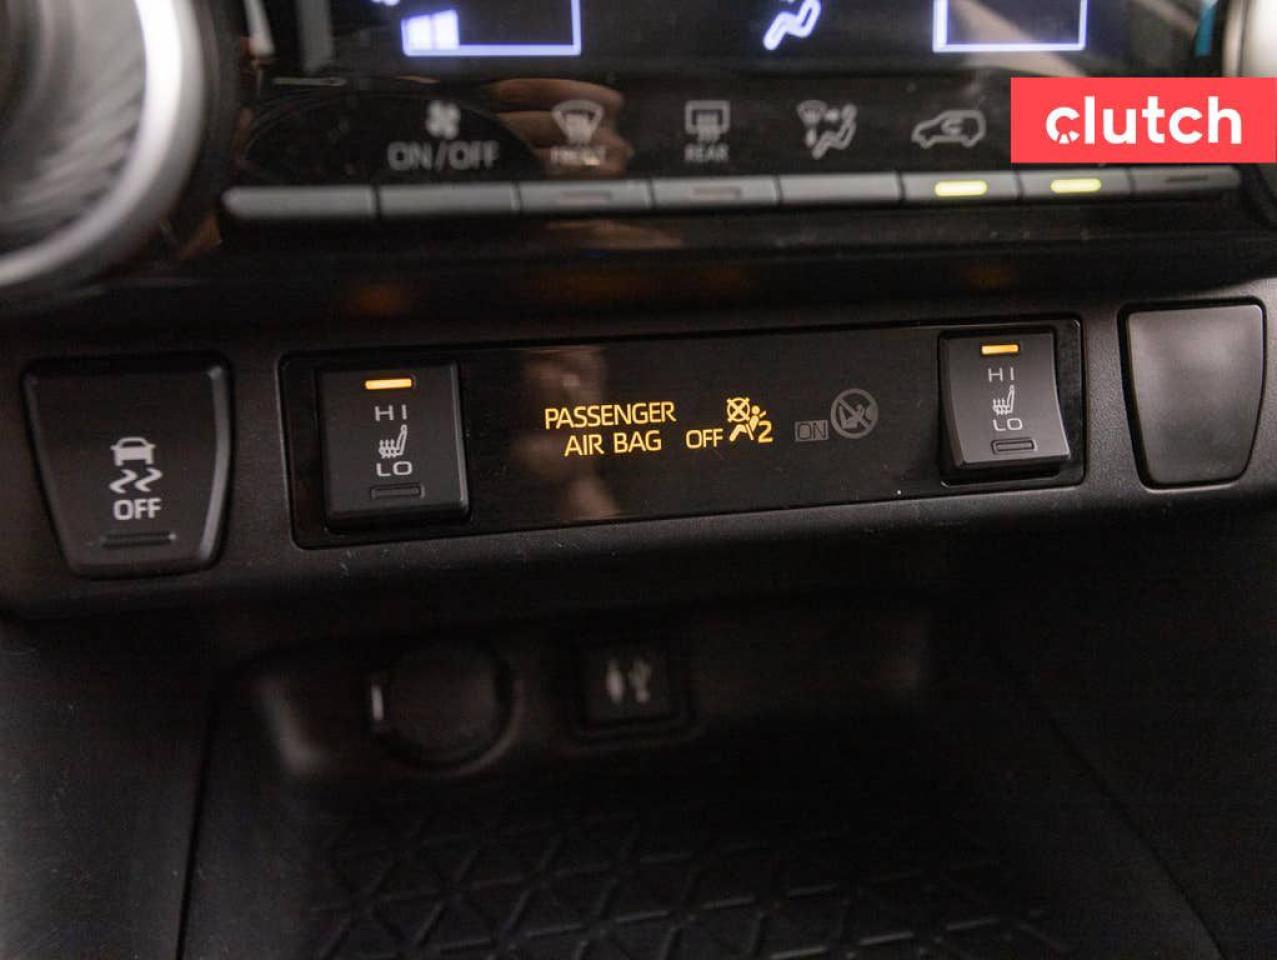 clutch
ON/OFF
FRONT
REAR
HI
LO
PASSENGER
AIR BAG OFF 2 ON
HI
LO
OFF